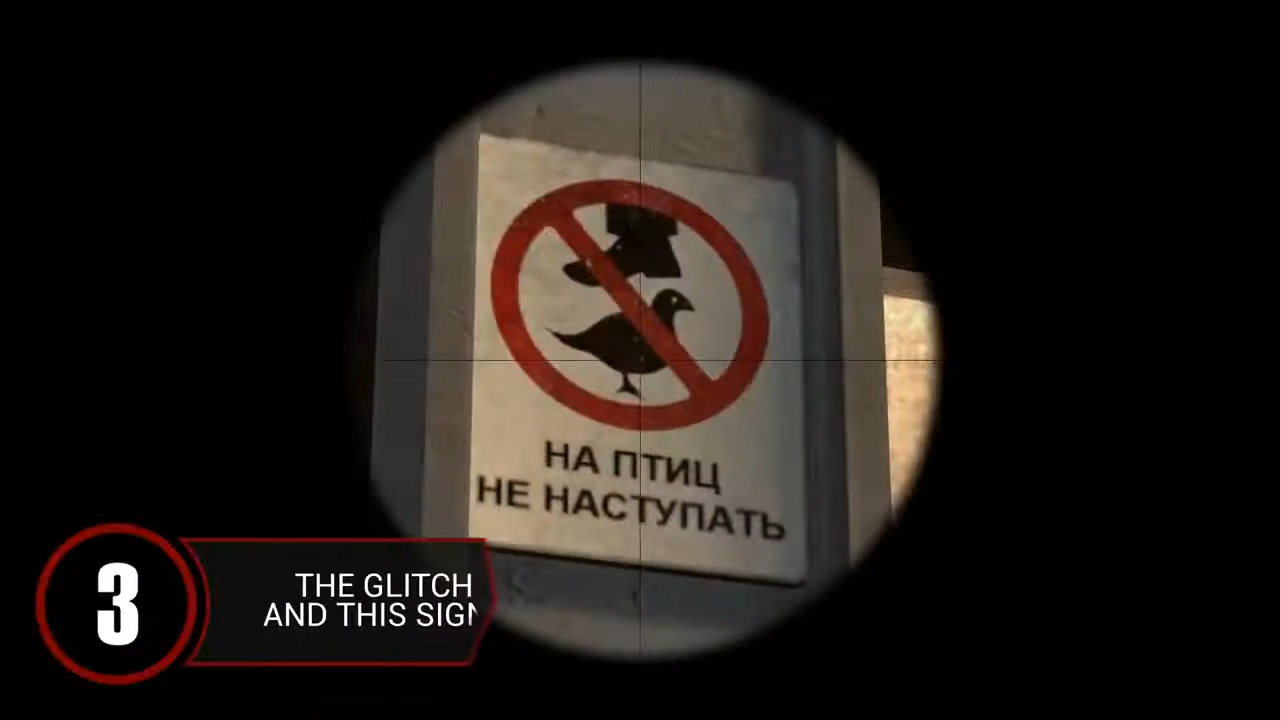 НА ПТИЦ
НЕ НАСТУПАТЬ
3
THE GLITCH
AND THIS SIGN